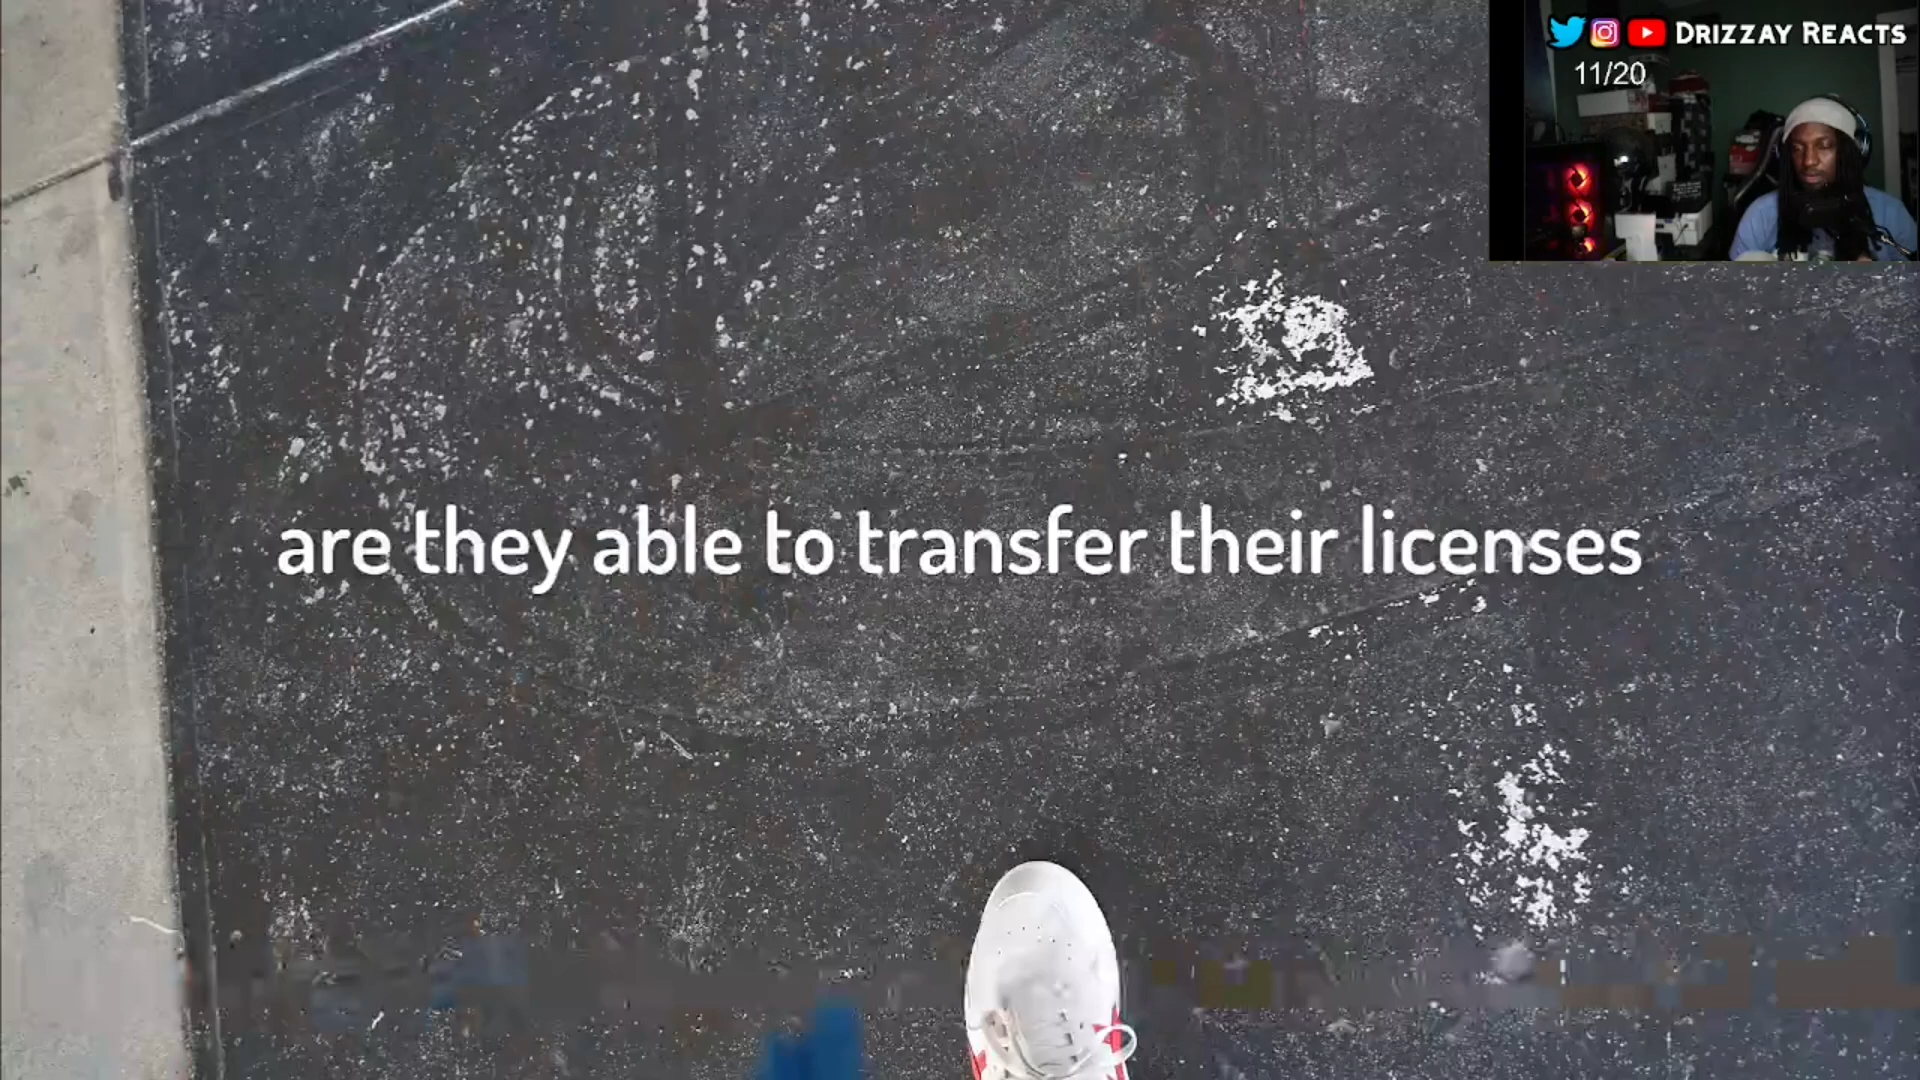 DRIZZAY REACTS
11/20
are they able to transfer their licenses